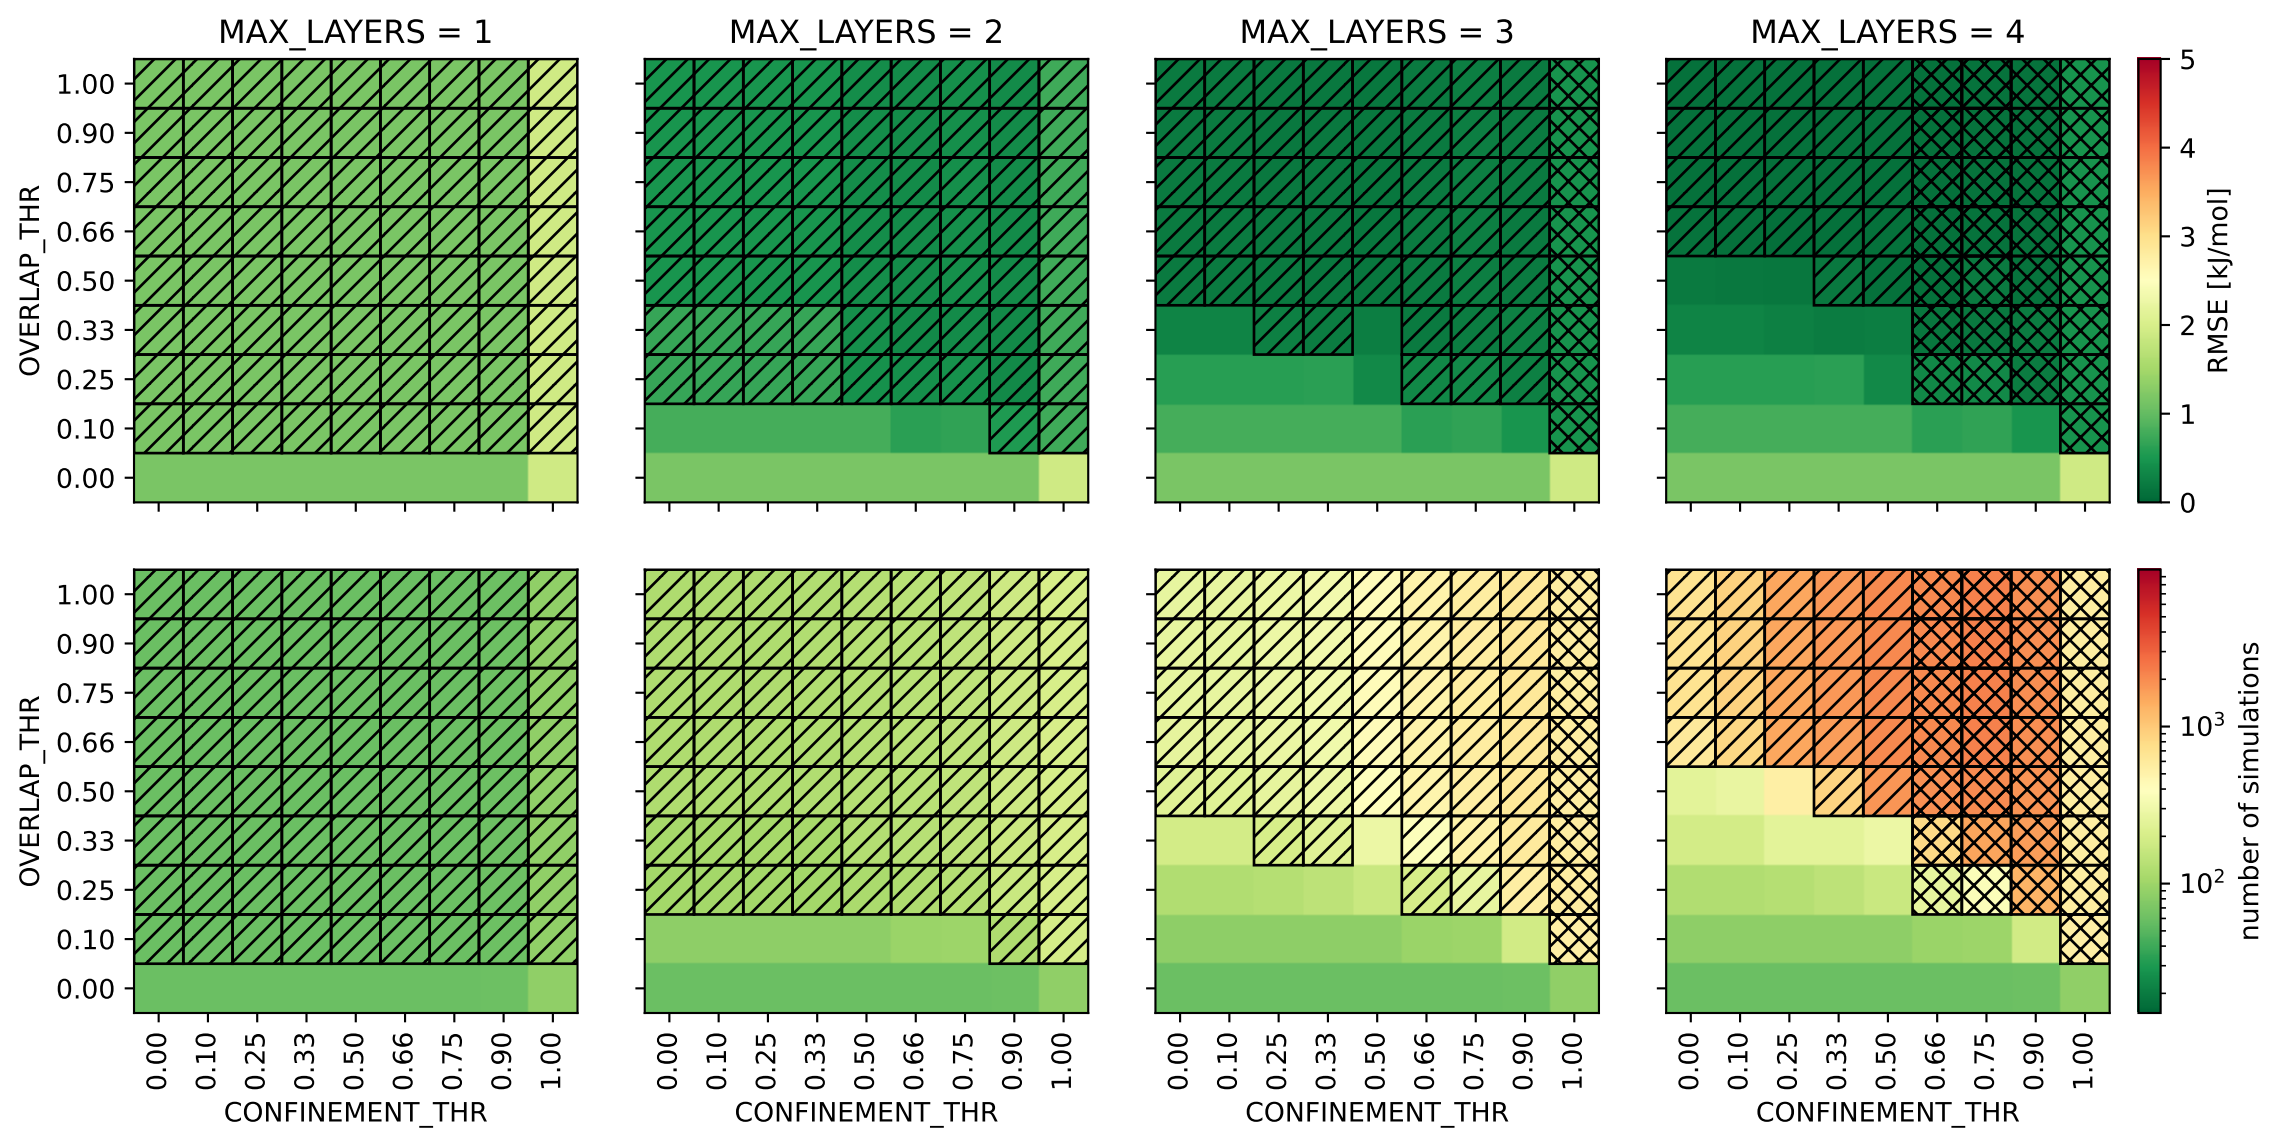 MAX_LAYERS = 1
MAX_LAYERS = 2
MAX_LAYERS = 3
MAX_LAYERS = 4
OVERLAP_THR
1.00
0.90
0.75
0.66
0.50
0.33
0.25
0.10
0.00
5
4
3
2
1
0
RMSE [kJ/mol]
OVERLAP_THR
1.00
0.90
0.75
0.66
0.50
0.33
0.25
0.10
0.00
10³
10²
number of simulations
0.00 0.10 0.25 0.33 0.50 0.66 0.75 0.90 1.00
CONFINEMENT_THR
0.00 0.10 0.25 0.33 0.50 0.66 0.75 0.90 1.00
CONFINEMENT_THR
0.00 0.10 0.25 0.33 0.50 0.66 0.75 0.90 1.00
CONFINEMENT_THR
0.00 0.10 0.25 0.33 0.50 0.66 0.75 0.90 1.00
CONFINEMENT_THR